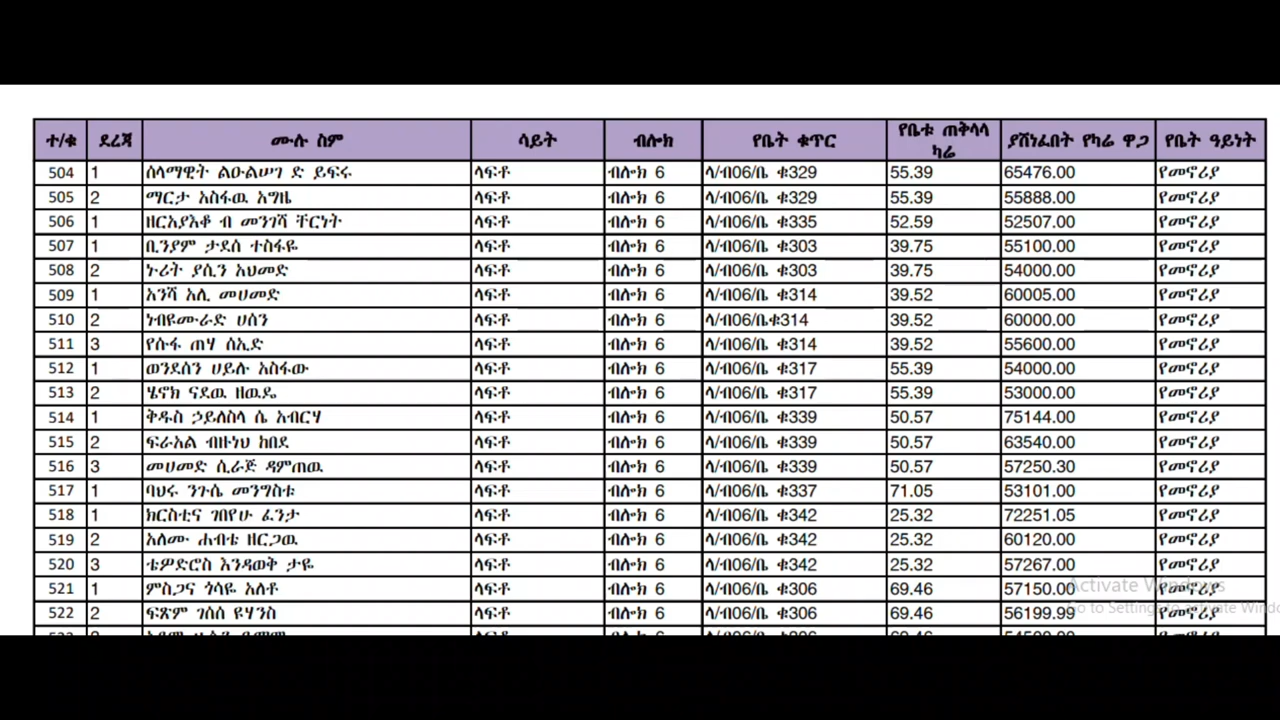 ተ/ቁ ደረጃ ሙሉ ስም ሳይት ብሎክ የቤት ቁጥር የቤቱ ጠቅላላ ካሬ ያሸነፈበት የካሬ ዋጋ የቤት ዓይነት
504 1 ሰላማዊት ልዑልሠገ ድ ይፍሩ ላፍቶ ብሎክ 6 ላ/ብ06/ቤ ቁ329 55.39 65476.00 የመኖሪያ
505 2 ማርታ አስፋዉ አግዜ ላፍቶ ብሎክ 6 ላ/ብ06/ቤ ቁ329 55.39 55888.00 የመኖሪያ
506 1 ዘርአያእቆ ብ መንገሻ ቸርነት ላፍቶ ብሎክ 6 ላ/ብ06/ቤ ቁ335 52.59 52507.00 የመኖሪያ
507 1 ቢንያም ታደሰ ተስፋዬ ላፍቶ ብሎክ 6 ላ/ብ06/ቤ ቁ303 39.75 55100.00 የመኖሪያ
508 2 ኑሪት ያሲን አህመድ ላፍቶ ብሎክ 6 ላ/ብ06/ቤ ቁ303 39.75 54000.00 የመኖሪያ
509 1 አንሻ አሊ መሀመድ ላፍቶ ብሎክ 6 ላ/ብ06/ቤ ቁ314 39.52 60005.00 የመኖሪያ
510 2 ነብዩሙራድ ሀሰን ላፍቶ ብሎክ 6 ላ/ብ06/ቤቁ314 39.52 60000.00 የመኖሪያ
511 3 የሱፋ ጠሃ ሰኢድ ላፍቶ ብሎክ 6 ላ/ብ06/ቤ ቁ314 39.52 55600.00 የመኖሪያ
512 1 ወንደሰን ሀይሉ አስፋው ላፍቶ ብሎክ 6 ላ/ብ06/ቤ ቁ317 55.39 54000.00 የመኖሪያ
513 2 ሄኖክ ናደዉ ዘዉዴ ላፍቶ ብሎክ 6 ላ/ብ06/ቤ ቁ317 55.39 53000.00 የመኖሪያ
514 1 ቅዱስ ኃይለስላ ሴ አብርሃ ላፍቶ ብሎክ 6 ላ/ብ06/ቤ ቁ339 50.57 75144.00 የመኖሪያ
515 2 ፍራአል ብዙነህ ከበደ ላፍቶ ብሎክ 6 ላ/ብ06/ቤ ቁ339 50.57 63540.00 የመኖሪያ
516 3 መሀመድ ሲራጅ ዳምጠዉ ላፍቶ ብሎክ 6 ላ/ብ06/ቤ ቁ339 50.57 57250.30 የመኖሪያ
517 1 ባህሩ ንጉሴ መንግስቱ ላፍቶ ብሎክ 6 ላ/ብ06/ቤ ቁ337 71.05 53101.00 የመኖሪያ
518 1 ክርስቲና ገበየሁ ፈንታ ላፍቶ ብሎክ 6 ላ/ብ06/ቤ ቁ342 25.32 72251.05 የመኖሪያ
519 2 አለሙ ሐብቴ ዘርጋዉ ላፍቶ ብሎክ 6 ላ/ብ06/ቤ ቁ342 25.32 60120.00 የመኖሪያ
520 3 ቴዎድሮስ እንዳወቅ ታዬ ላፍቶ ብሎክ 6 ላ/ብ06/ቤ ቁ342 25.32 57267.00 የመኖሪያ
521 1 ምስጋና ጎሳዬ አለቶ ላፍቶ ብሎክ 6 ላ/ብ06/ቤ ቁ306 69.46 57150.00 የመኖሪያ
522 2 ፍጽም ገሰሰ ዩሃንስ ላፍቶ ብሎክ 6 ላ/ብ06/ቤ ቁ306 69.46 56199.99 የመኖሪያ
Activate Windows
Go to Settings to activate Windo